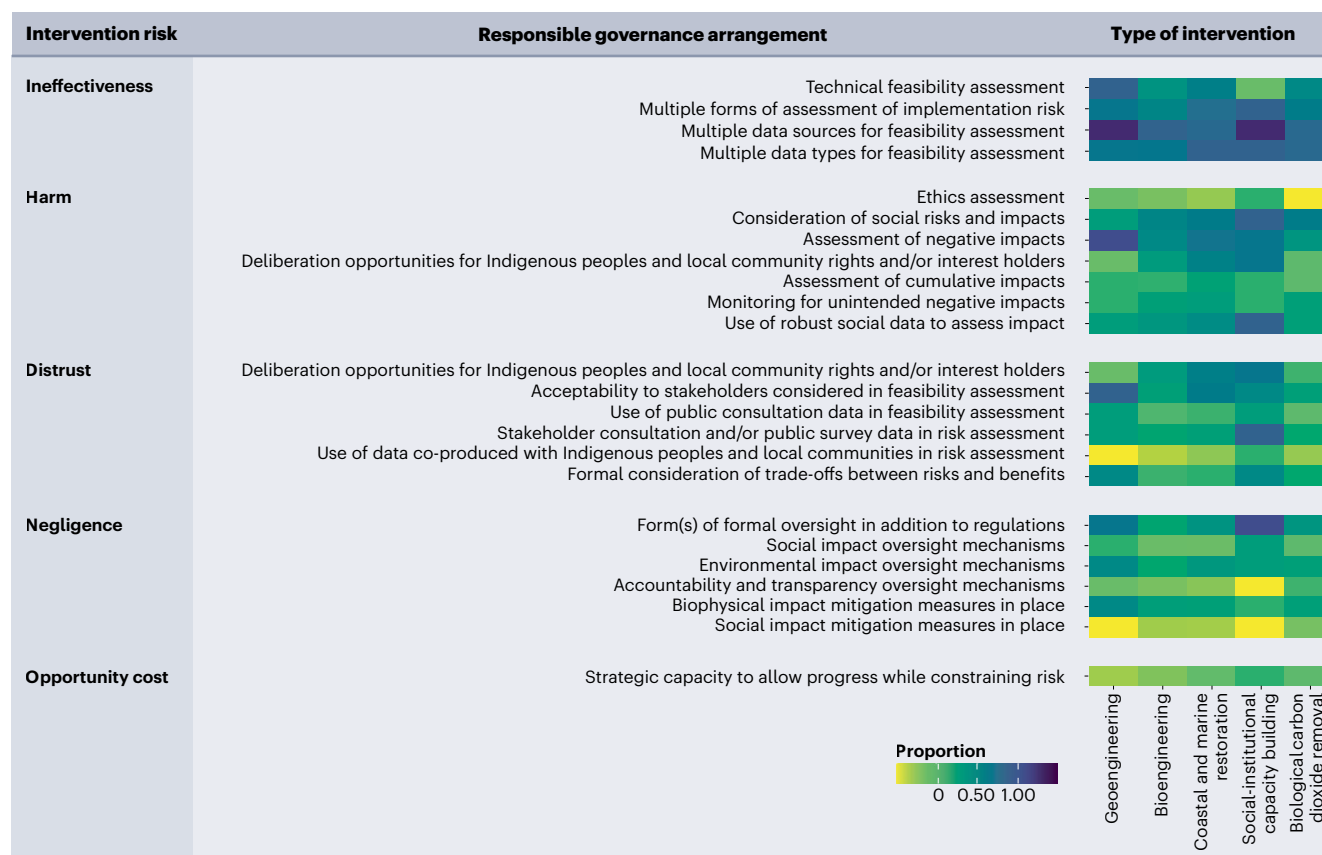 Intervention risk Responsible governance arrangement Type of intervention
Ineffectiveness Technical feasibility assessment
Multiple forms of assessment of implementation risk
Multiple data sources for feasibility assessment
Multiple data types for feasibility assessment
Harm Ethics assessment
Consideration of social risks and impacts
Assessment of negative impacts
Deliberation opportunities for Indigenous peoples and local community rights and/or interest holders
Assessment of cumulative impacts
Monitoring for unintended negative impacts
Use of robust social data to assess impact
Distrust Deliberation opportunities for Indigenous peoples and local community rights and/or interest holders
Acceptability to stakeholders considered in feasibility assessment
Use of public consultation data in feasibility assessment
Stakeholder consultation and/or public survey data in risk assessment
Use of data co-produced with Indigenous peoples and local communities in risk assessment
Formal consideration of trade-offs between risks and benefits
Negligence Form(s) of formal oversight in addition to regulations
Social impact oversight mechanisms
Environmental impact oversight mechanisms
Accountability and transparency oversight mechanisms
Biophysical impact mitigation measures in place
Social impact mitigation measures in place
Opportunity cost Strategic capacity to allow progress while constraining risk
Proportion
0 0.50 1.00
Geoengineering
Bioengineering
Coastal and marine
restoration
Social-institutional
capacity building
Biological carbon
dioxide removal